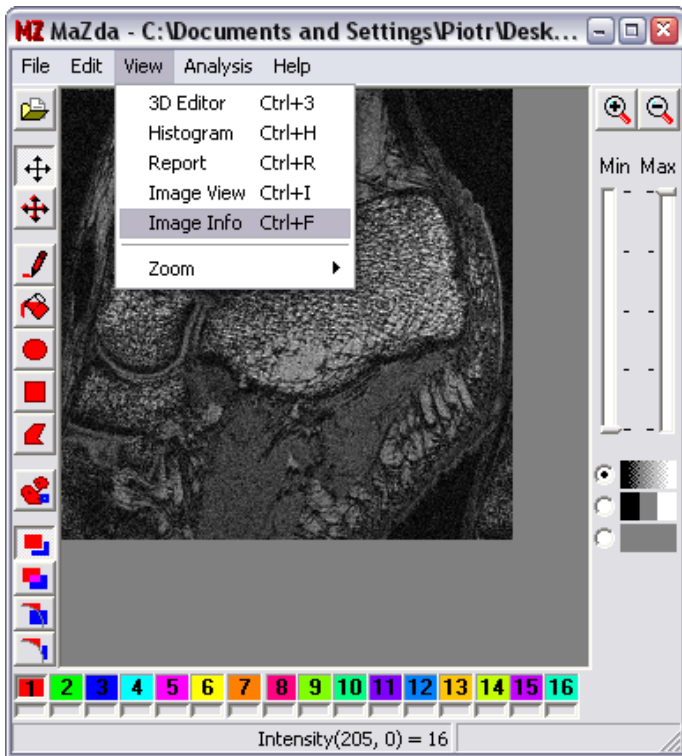 MZ MaZda - C:\Documents and Settings\Piotr\Desk...
File Edit View Analysis Help
3D Editor Ctrl+3
Histogram Ctrl+H
Report Ctrl+R
Image View Ctrl+I
Image Info Ctrl+F
Zoom
Min Max
1 2 3 4 5 6 7 8 9 10 11 12 13 14 15 16
Intensity(205, 0) = 16